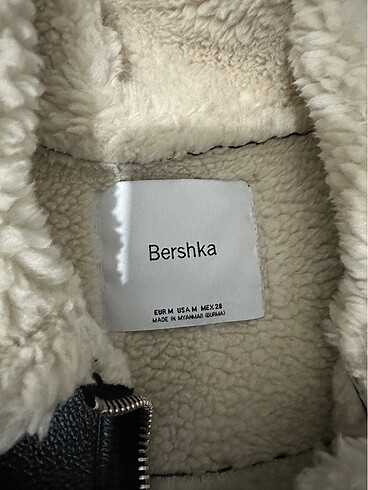 Bershka
EUR M USA M MEX 28
MADE IN MYANMAR (BURMA)